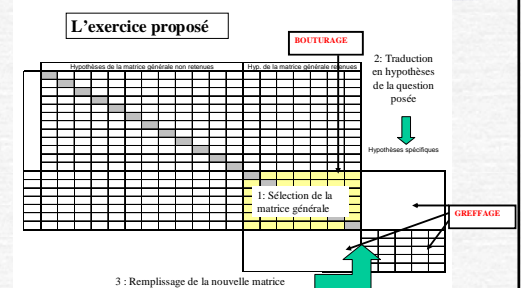 L'exercice proposé
BOUTURAGE
2: Traduction
en hypothèses
de la question
posée
Hypothèses de la matrice générale non retenues
Hyp. de la matrice générale retenues
Hypothèses spécifiques
1: Sélection de la
matrice générale
GREFFAGE
3 : Remplissage de la nouvelle matrice